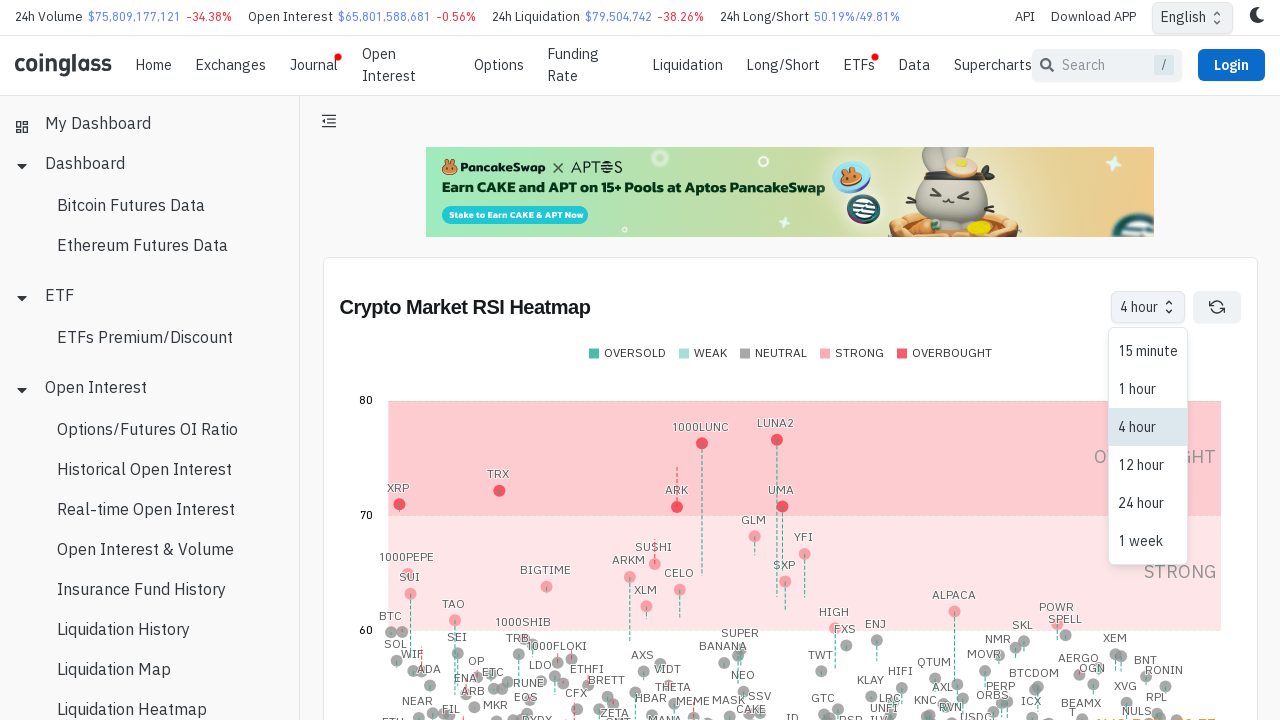 24h Volume $75,809,177,121 -34.38% Open Interest $65,801,588,681 -0.56% 24h Liquidation $79,504,742 -38.26% 24h Long/Short 50.19%/49.81% API Download APP English
coinglass Home Exchanges Journal Open Interest Options Funding Rate Liquidation Long/Short ETFs Data Supercharts Search / Login
My Dashboard
Dashboard
Bitcoin Futures Data
Ethereum Futures Data
ETF
ETFs Premium/Discount
Open Interest
Options/Futures OI Ratio
Historical Open Interest
Real-time Open Interest
Open Interest & Volume
Insurance Fund History
Liquidation History
Liquidation Map
Liquidation Heatmap
PancakeSwap × APTOS
Earn CAKE and APT on 15+ Pools at Aptos PancakeSwap
Stake to Earn CAKE & APT Now
Crypto Market RSI Heatmap
4 hour
15 minute
1 hour
4 hour
12 hour
24 hour
1 week
OVERSOLD WEAK NEUTRAL STRONG OVERBOUGHT
80
LUNA2
1000LUNC
TRX
XRP ARK UMA
70
GLM
YFI
SUSHI
1000PEPE ARKM SXP
STRONG
SUI BIGTIME CELO
XLM
ALPACA
TAO POWR
BTC 1000SHIB HIGH ENJ SPELL
60
FXS SKL
SEI TRB SUPER NMR XEM
SOL 1000FLOKI BANANA
WIF OP AXS TWT MOVR AERGO BNT
ADA ETC LDO ETHFI VIDT QTUM OGN RONIN
ENA RUNE BRETT NEO HIFI BTCDOM
ARB CFX THETA KLAY AXL PERP XVG
NEAR EOS HBAR MEME MASK SSV GTC LRC KNC ORBS ICX BEAMX RPL
FIL MKR ZETA CAKE UNFI RVN NULS
ETH DYDX MANA ID BSR USDC